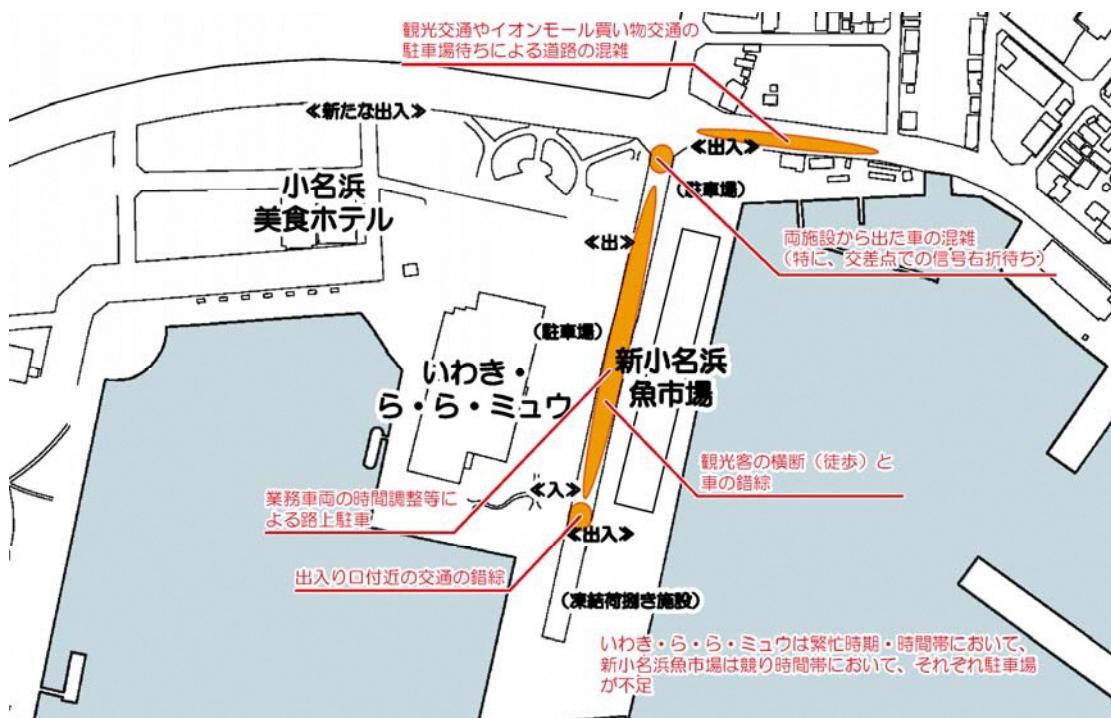 観光交通やイオンモール買い物交通の
駐車場待ちによる道路の混雑
≪新たな出入≫
≪出入≫
小名浜
美食ホテル
（駐車場）
≪出≫
両施設から出た車の混雑
（特に、交差点での信号右折待ち）
（駐車場）
新小名浜
魚市場
いわき・
ら・ら・ミュウ
観光客の横断（徒歩）と
車の錯綜
≪入≫
業務車両の時間調整等に
よる路上駐車
≪出入≫
出入り口付近の交通の錯綜
（凍結荷捌き施設）
いわき・ら・ら・ミュウは繁忙時期・時間帯において、
新小名浜魚市場は競り時間帯において、それぞれ駐車場
が不足